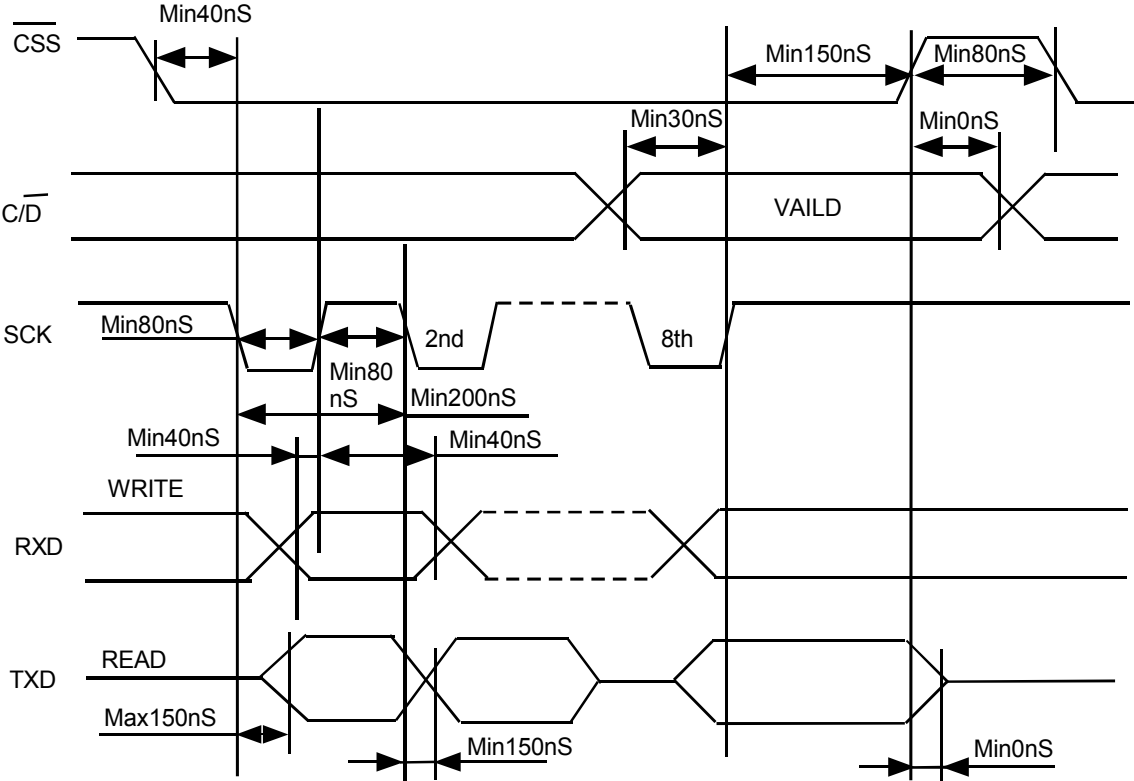 Min40nS
CSS
Min150nS
Min80nS
Min30nS
Min0nS
C/D
VAILD
SCK
Min80nS
2nd
8th
Min80
nS
Min200nS
Min40nS
Min40nS
WRITE
RXD
READ
TXD
Max150nS
Min150nS
Min0nS